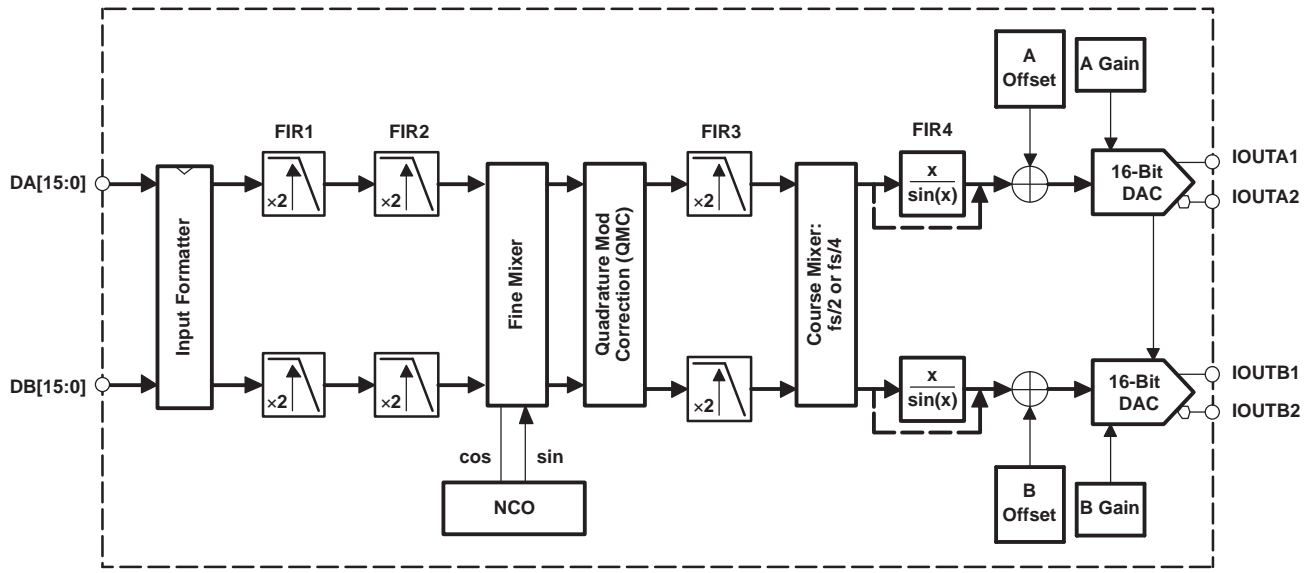 A
Offset
A Gain
FIR1
FIR2
FIR3
FIR4
DA[15:0]
×2
×2
×2
x
sin(x)
16-Bit
DAC
IOUTA1
IOUTA2
Input Formatter
Fine Mixer
Quadrature Mod
Correction (QMC)
Course Mixer:
fs/2 or fs/4
DB[15:0]
×2
×2
×2
x
sin(x)
16-Bit
DAC
IOUTB1
IOUTB2
cos
sin
NCO
B
Offset
B Gain